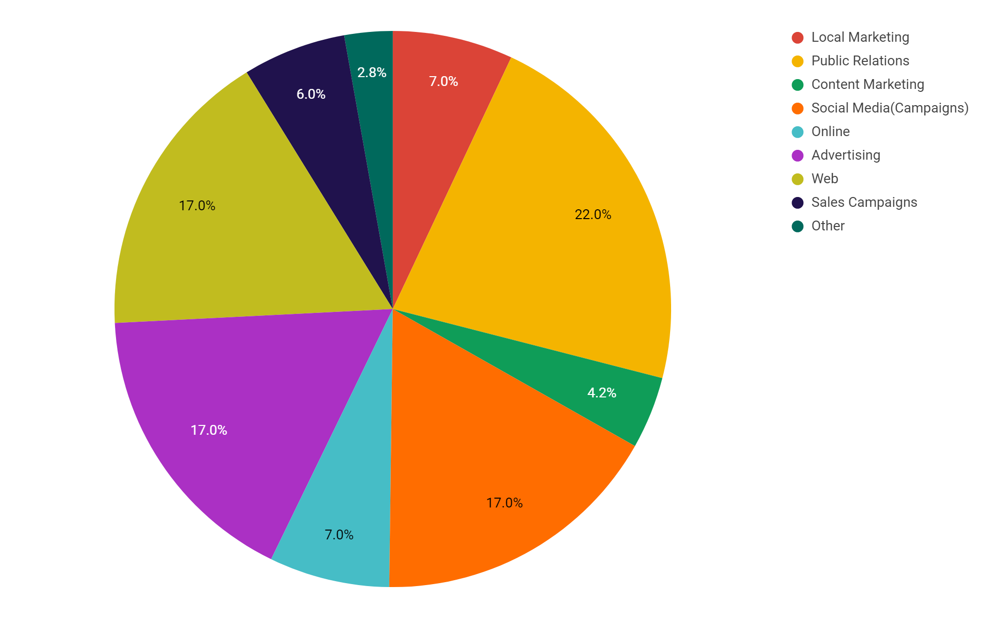 2.8%
7.0%
6.0%
17.0%
22.0%
4.2%
17.0%
17.0%
7.0%
Local Marketing
Public Relations
Content Marketing
Social Media(Campaigns)
Online
Advertising
Web
Sales Campaigns
Other